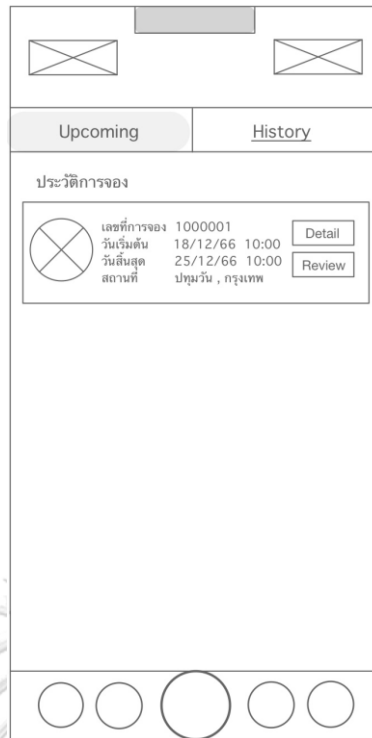 Upcoming History
ประวัติการจอง
เลขที่การจอง 1000001
วันเริ่มต้น 18/12/66 10:00
Detail
วันสิ้นสุด 25/12/66 10:00
Review
สถานที่ ปทุมวัน , กรุงเทพ